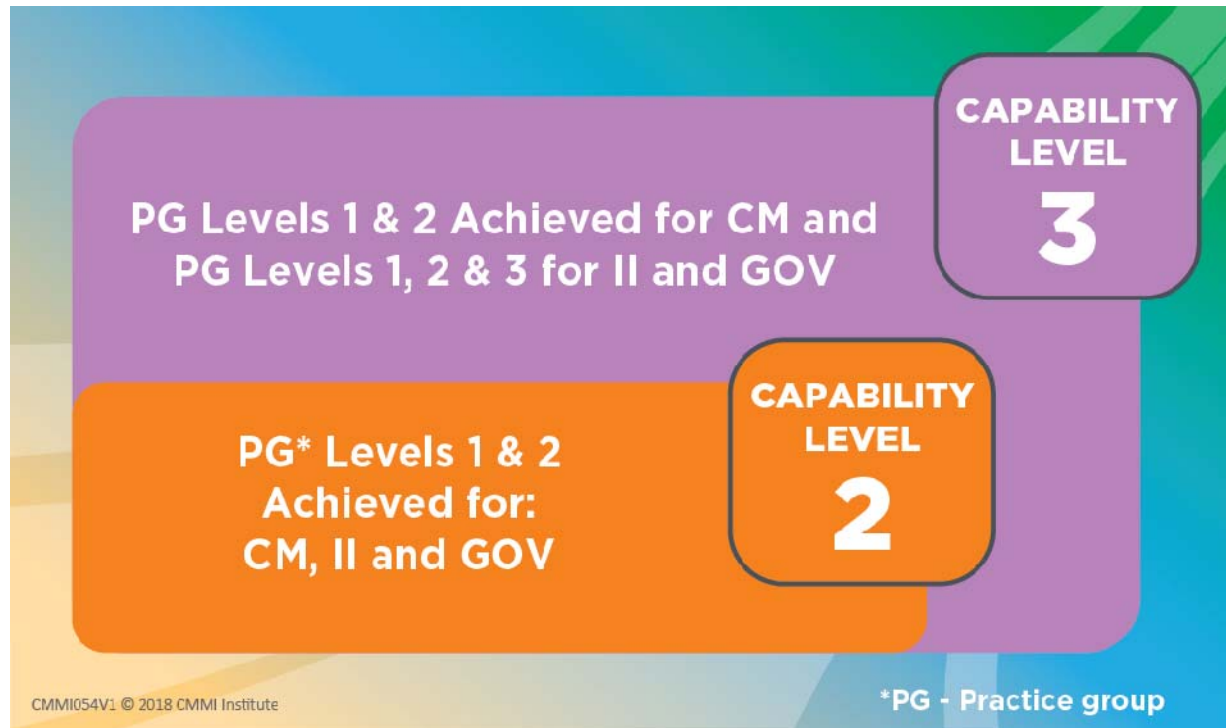 CAPABILITY
LEVEL
3
PG Levels 1 & 2 Achieved for CM and
PG Levels 1, 2 & 3 for II and GOV
CAPABILITY
LEVEL
2
PG* Levels 1 & 2
Achieved for:
CM, II and GOV
CMMI054V1 © 2018 CMMI Institute
*PG - Practice group